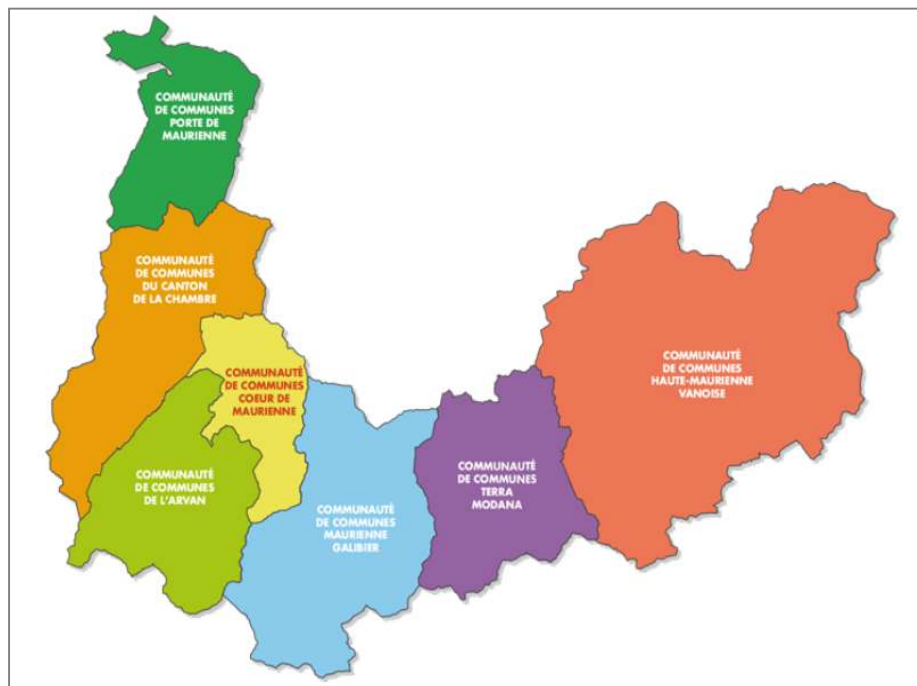 COMMUNAUTÉ
DE COMMUNES
PORTE DE
MAURIENNE
COMMUNAUTÉ
DE COMMUNES
DU CANTON
DE LA CHAMBRE
COMMUNAUTÉ
DE COMMUNES
COEUR DE
MAURIENNE
COMMUNAUTÉ
DE COMMUNES
DE L'ARVAN
COMMUNAUTÉ
DE COMMUNES
MAURIENNE
GALIBIER
COMMUNAUTÉ
DE COMMUNES
TERRA
MODANA
COMMUNAUTÉ
DE COMMUNES
HAUTE-MAURIENNE
VANOISE